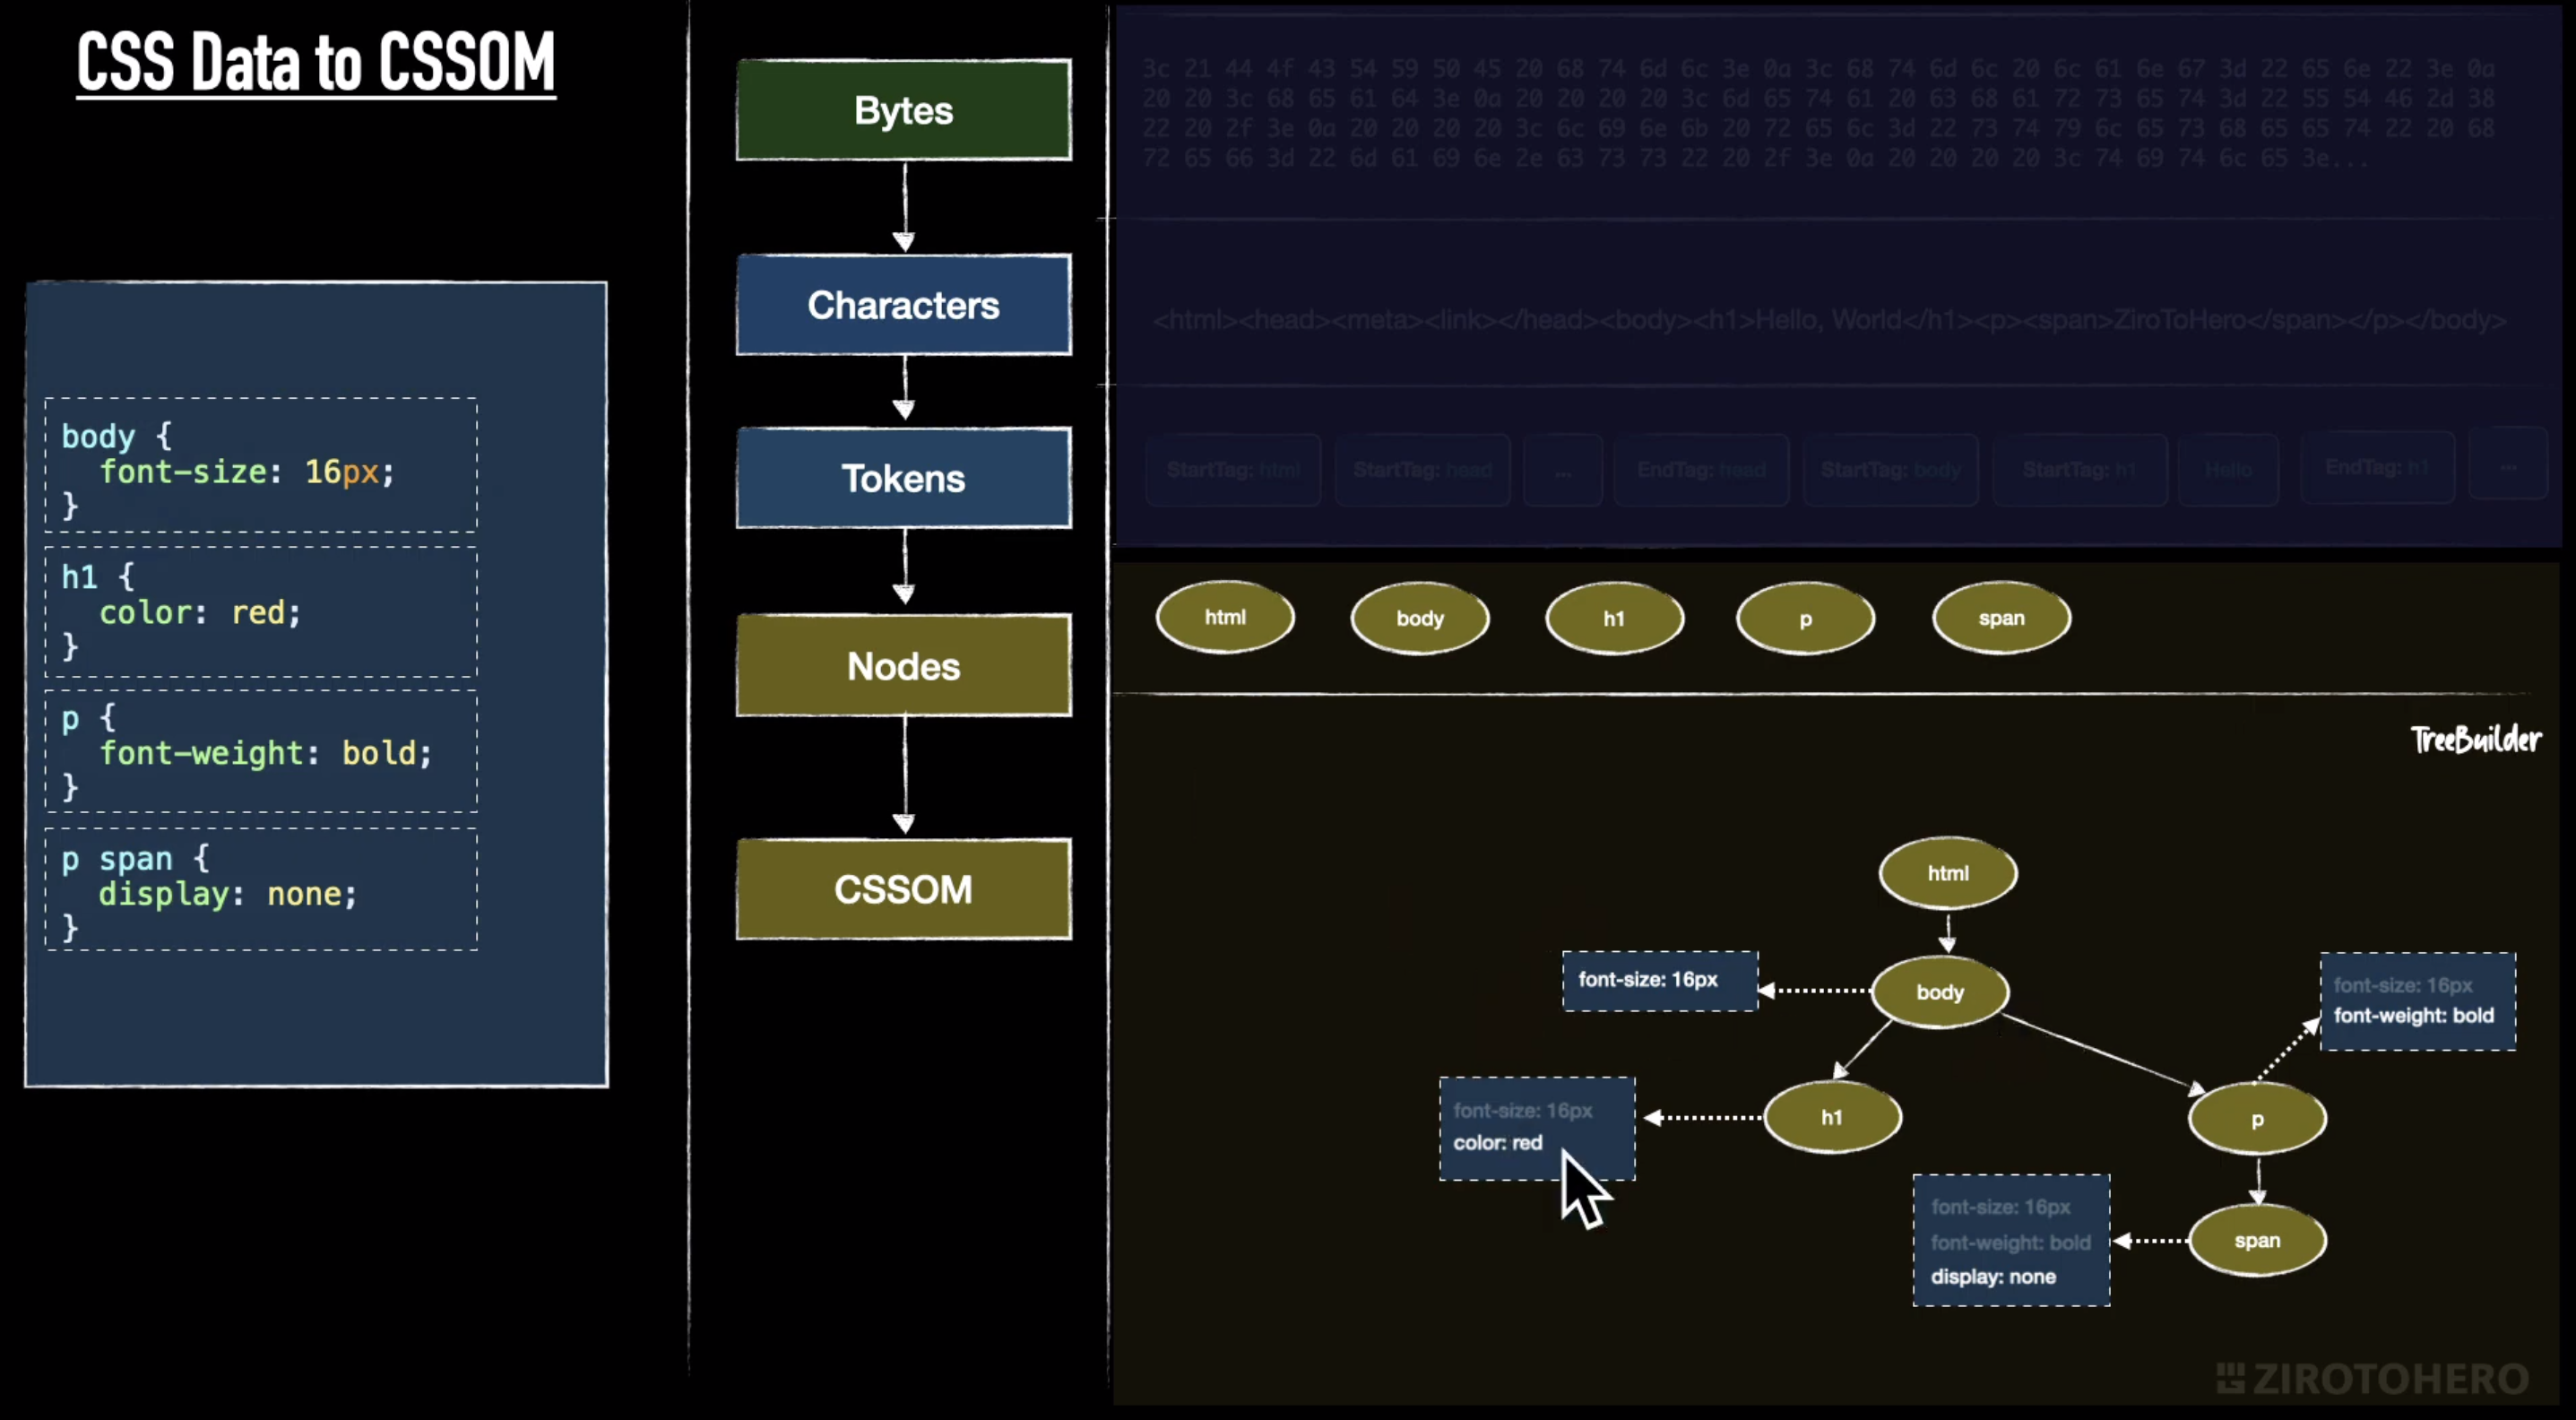 CSS Data to CSSOM
body {
font-size: 16px;
}
h1 {
color: red;
}
p {
font-weight: bold;
}
p span {
display: none;
}
Bytes
Characters
Tokens
Nodes
CSSOM
3c 21 44 4f 43 54 59 50 45 20 68 74 6d 6c 3e 0a 3c 68 74 6d 6c 20 6c 61 6e 67 3d 22 65 6e 22 3e 0a
20 20 3c 68 65 61 64 3e 0a 20 20 20 20 3c 6d 65 74 61 20 63 68 61 72 73 65 74 3d 22 55 54 46 2d 38
22 20 2f 3e 0a 20 20 20 20 3c 6c 69 6e 6b 20 72 65 6c 3d 22 73 74 79 6c 65 73 68 65 65 74 22 20 68
72 65 66 3d 22 6d 61 69 6e 2e 63 73 73 22 20 2f 3e 0a 20 20 20 20 3c 74 69 74 6c 65 3e...
<html><head><meta><link></head><body><h1>Hello, World</h1><p><span>ZiroToHero</span></p></body>
StartTag: html
StartTag: head
...
EndTag: head
StartTag: body
StartTag: h1
Hello
EndTag: h1
...
html
body
h1
p
span
TreeBuilder
html
font-size: 16px
body
font-size: 16px
font-weight: bold
font-size: 16px
color: red
h1
p
font-size: 16px
font-weight: bold
display: none
span
ZIROTOHERO